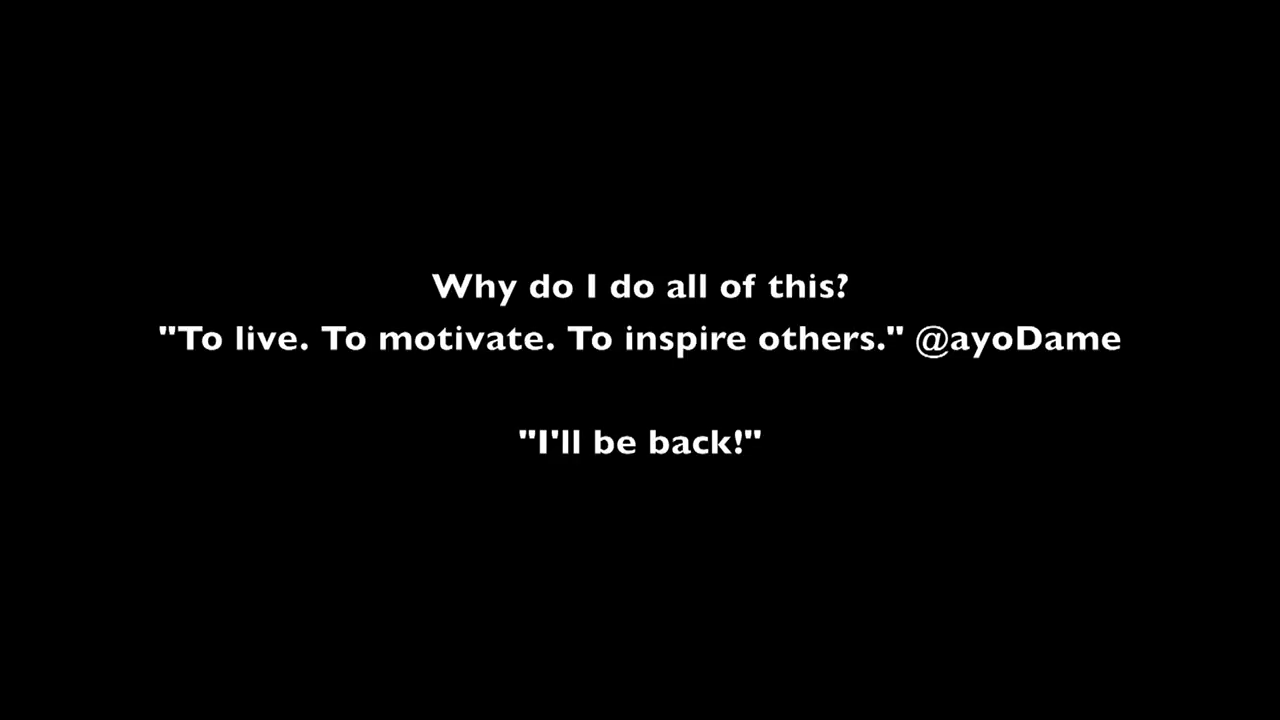 Why do I do all of this?
"To live. To motivate. To inspire others." @ayoDame
"I'll be back!"